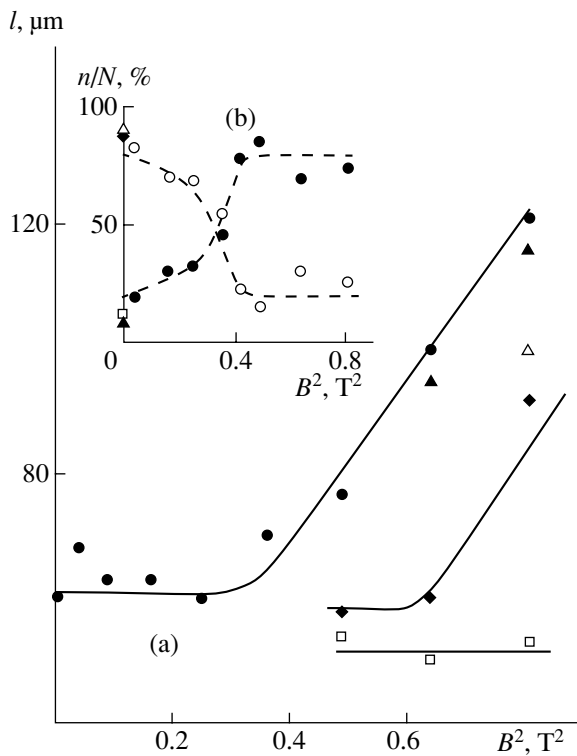 l, μm
n/N, %
100
(b)
120
50
0
0.4
0.8
B², T²
80
(a)
0.2
0.4
0.6
B², T²